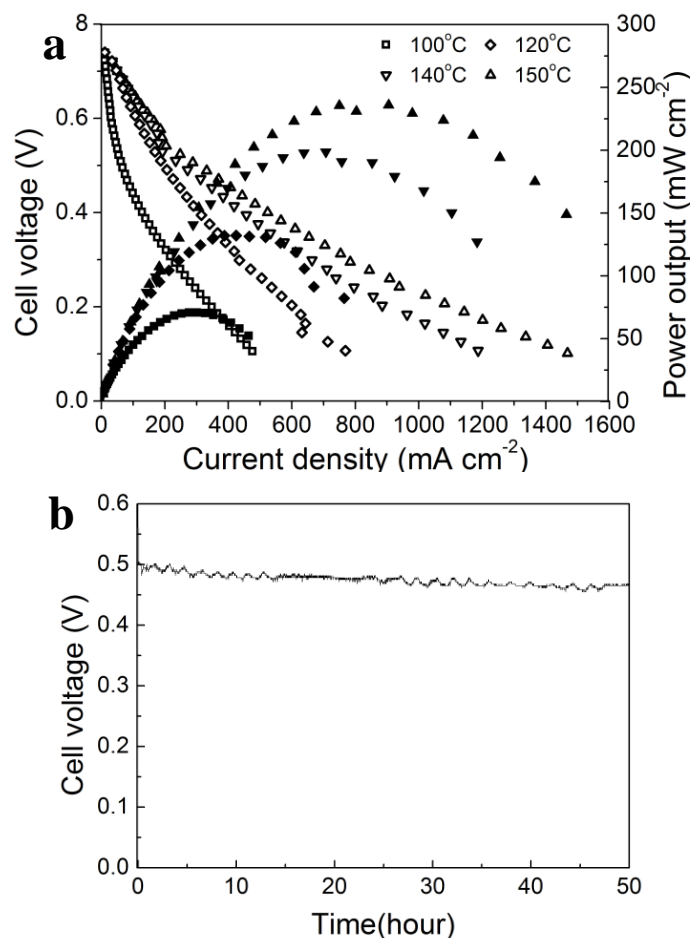 a
100°C 120°C
140°C 150°C
8
0.6
0.4
0.2
0.0
Cell voltage (V)
300
250
200
150
100
50
0
Power output (mW cm-2)
0 200 400 600 800 1000 1200 1400 1600
Current density (mA cm-2)
b
0.6
0.5
0.4
0.3
0.2
0.1
0.0
Cell voltage (V)
0 10 20 30 40 50
Time(hour)